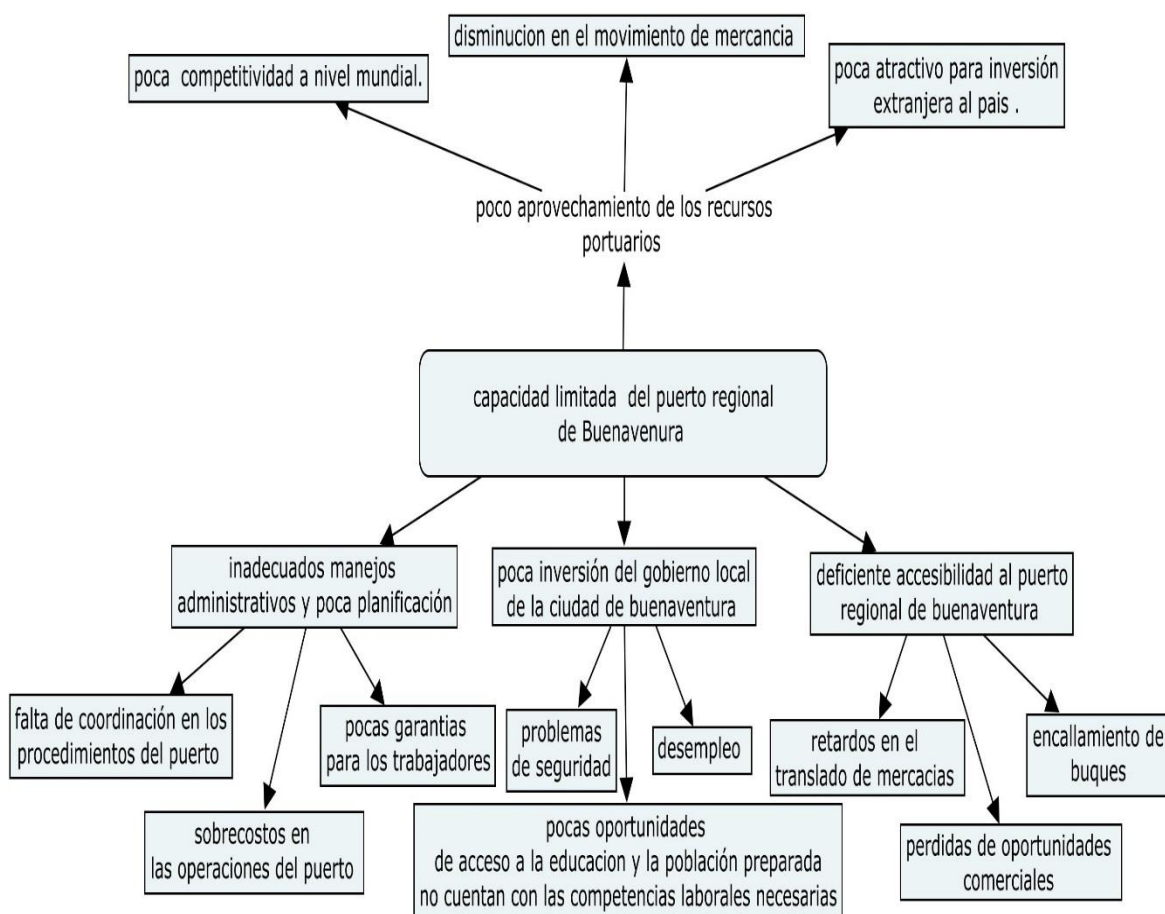 disminucion en el movimiento de mercancia
poca competitividad a nivel mundial.
poca atractivo para inversión
extranjera al pais .
poco aprovechamiento de los recursos
portuarios
capacidad limitada del puerto regional
de Buenavenura
inadecuados manejos
administrativos y poca planificación
poca inversión del gobierno local
de la ciudad de buenaventura
deficiente accesibilidad al puerto
regional de buenaventura
falta de coordinación en los
procedimientos del puerto
pocas garantias
para los trabajadores
problemas
de seguridad
desempleo
retardos en el
translado de mercacias
encallamiento de
buques
sobrecostos en
las operaciones del puerto
pocas oportunidades
de acceso a la educacion y la población preparada
no cuentan con las competencias laborales necesarias
perdidas de oportunidades
comerciales